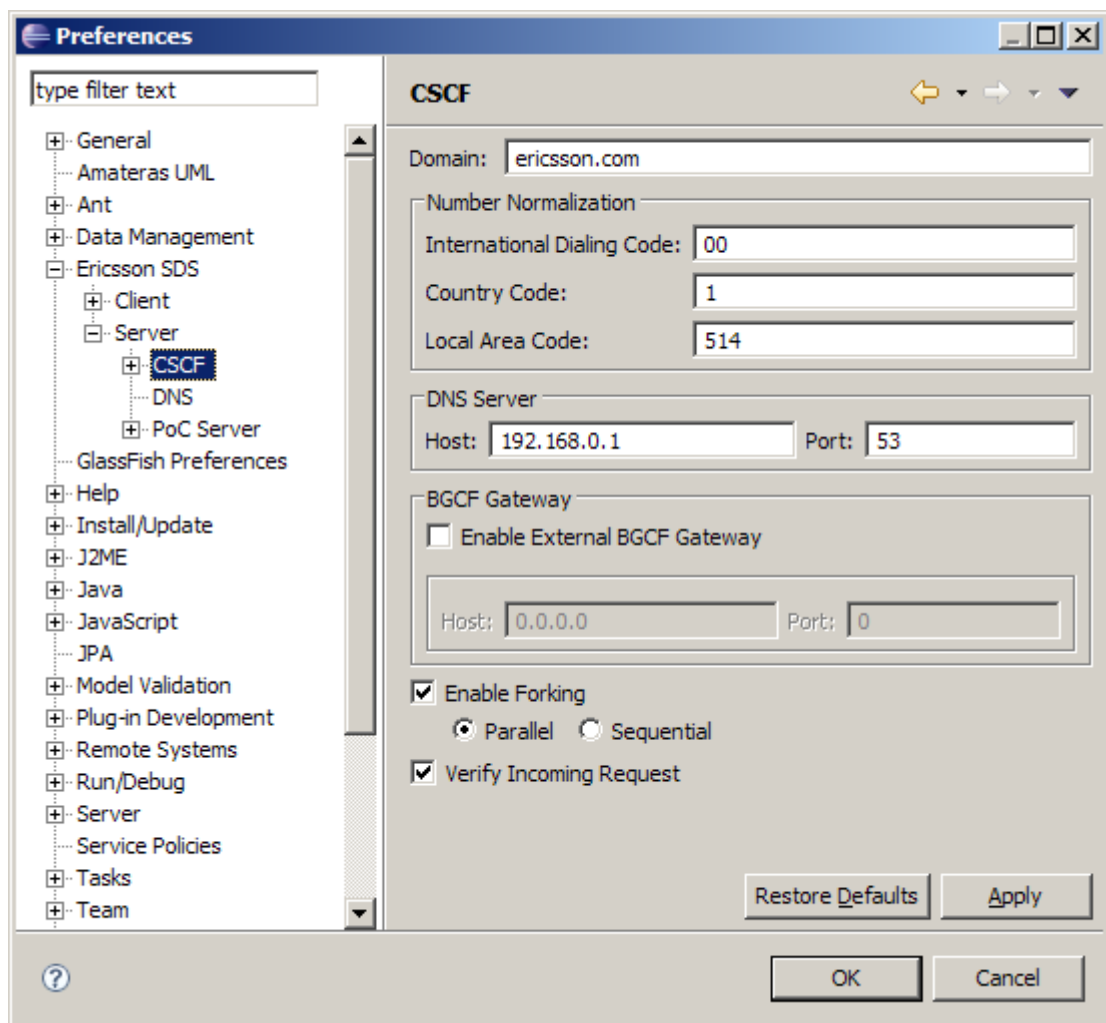 Preferences
type filter text
General
Amateras UML
Ant
Data Management
Ericsson SDS
Client
Server
CSCF
DNS
PoC Server
GlassFish Preferences
Help
Install/Update
J2ME
Java
JavaScript
JPA
Model Validation
Plug-in Development
Remote Systems
Run/Debug
Server
Service Policies
Tasks
Team
CSCF
Domain: ericsson.com
Number Normalization
International Dialing Code: 00
Country Code: 1
Local Area Code: 514
DNS Server
Host: 192.168.0.1 Port: 53
BGCF Gateway
Enable External BGCF Gateway
Host: 0.0.0.0 Port: 0
Enable Forking
Parallel Sequential
Verify Incoming Request
Restore Defaults Apply
? OK Cancel